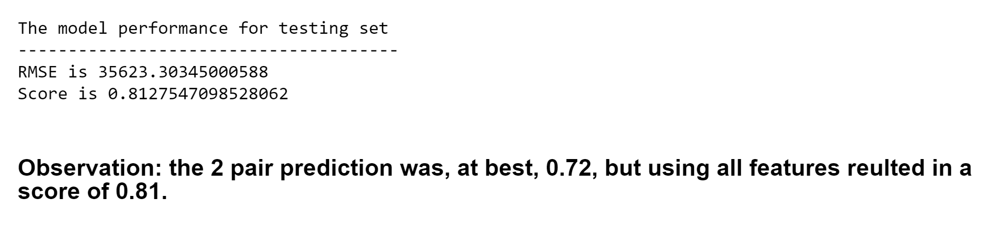 The model performance for testing set
--------------------------------------
RMSE is 35623.30345000588
Score is 0.8127547098528062
Observation: the 2 pair prediction was, at best, 0.72, but using all features reulted in a
score of 0.81.